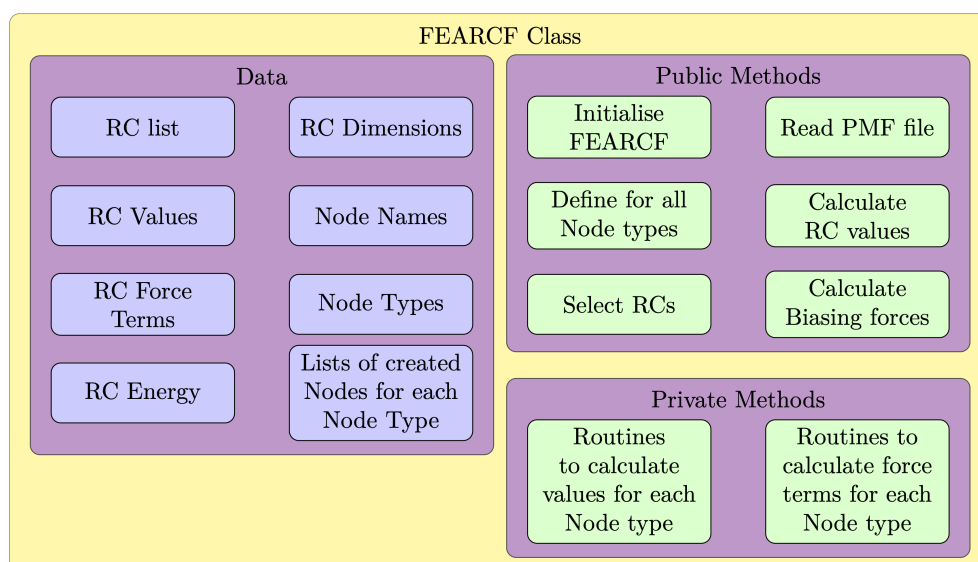 FEARCF Class
Data
RC list
RC Dimensions
RC Values
Node Names
RC Force
Terms
Node Types
RC Energy
Lists of created
Nodes for each
Node Type
Public Methods
Initialise
FEARCF
Read PMF file
Define for all
Node types
Calculate
RC values
Select RCs
Calculate
Biasing forces
Private Methods
Routines
to calculate
values for each
Node type
Routines to
calculate force
terms for each
Node type